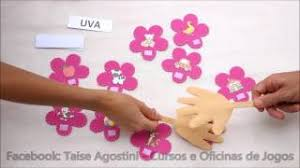 UVA
Facebook: Taise Agostini - Cursos e Oficinas de Jogos